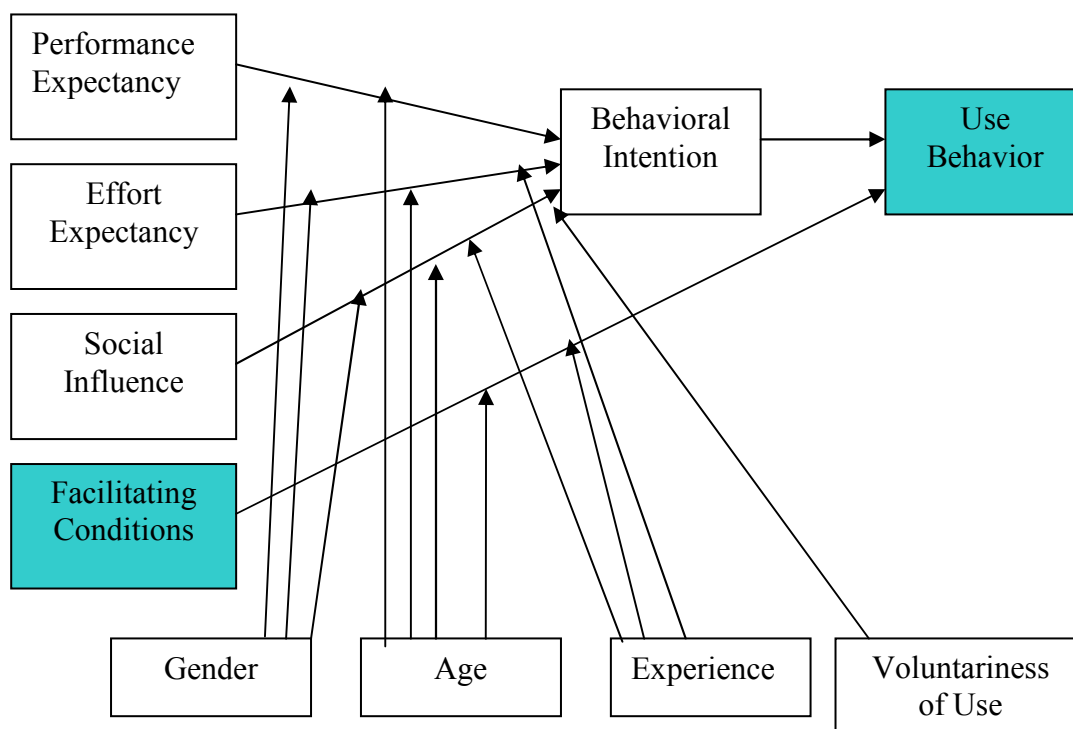 Performance
Expectancy
Behavioral
Intention
Use
Behavior
Effort
Expectancy
Social
Influence
Facilitating
Conditions
Gender
Age
Experience
Voluntariness
of Use